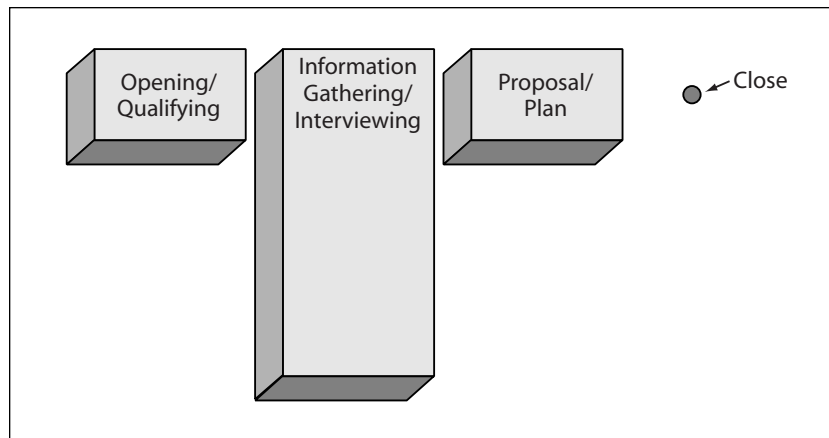 Opening/
Qualifying
Information
Gathering/
Interviewing
Proposal/
Plan
Close